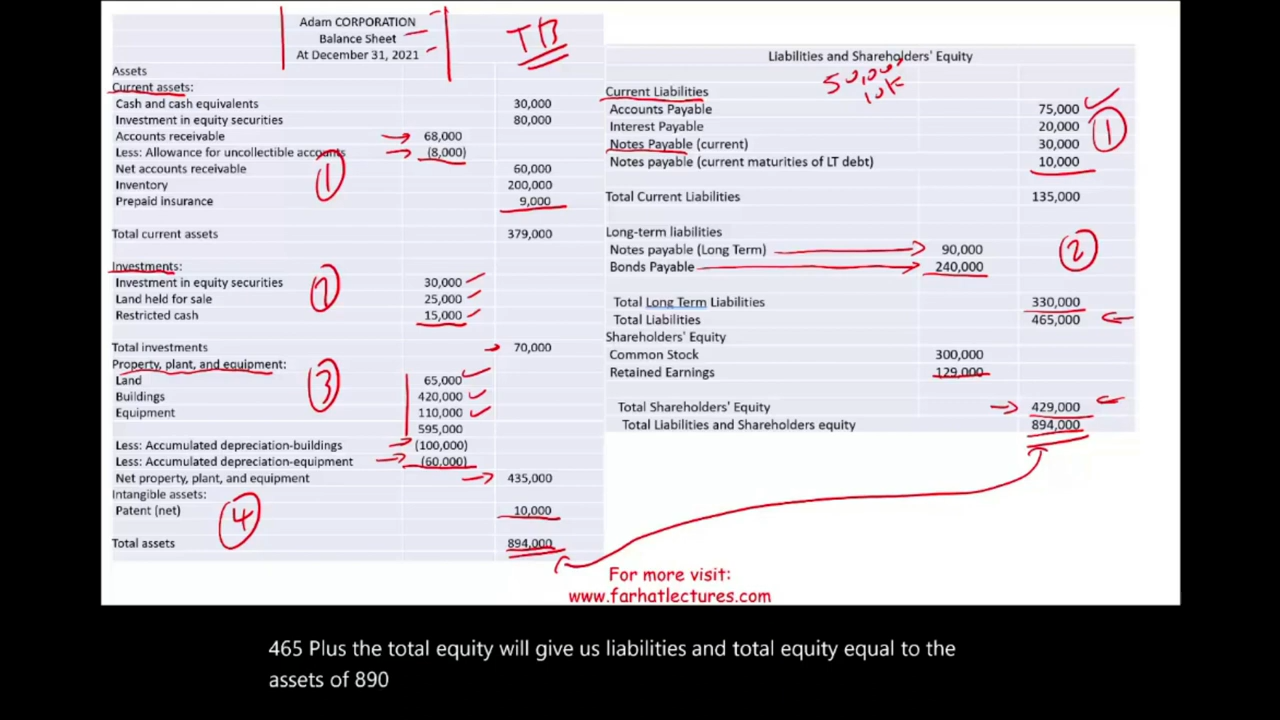 Adam CORPORATION
Balance Sheet
At December 31, 2021
TB
Assets
Current assets:
Cash and cash equivalents 30,000
Investment in equity securities 80,000
Accounts receivable 68,000
Less: Allowance for uncollectible accounts (8,000)
Net accounts receivable 60,000
Inventory 200,000
Prepaid insurance 9,000
1
Total current assets 379,000
Investments:
Investment in equity securities 30,000
Land held for sale 25,000
Restricted cash 15,000
2
Total investments 70,000
Property, plant, and equipment:
Land 65,000
Buildings 420,000
Equipment 110,000
595,000
3
Less: Accumulated depreciation-buildings (100,000)
Less: Accumulated depreciation-equipment (60,000)
Net property, plant, and equipment 435,000
Intangible assets:
Patent (net) 10,000
4
Total assets 894,000
Liabilities and Shareholders' Equity
50,000
10K
Current Liabilities
Accounts Payable 75,000
Interest Payable 20,000
Notes Payable (current) 30,000
Notes payable (current maturities of LT debt) 10,000
1
Total Current Liabilities 135,000
Long-term liabilities
Notes payable (Long Term) 90,000
Bonds Payable 240,000
2
Total Long Term Liabilities 330,000
Total Liabilities 465,000
Shareholders' Equity
Common Stock 300,000
Retained Earnings 129,000
Total Shareholders' Equity 429,000
Total Liabilities and Shareholders equity 894,000
For more visit:
www.farhatlectures.com
465 Plus the total equity will give us liabilities and total equity equal to the
assets of 890